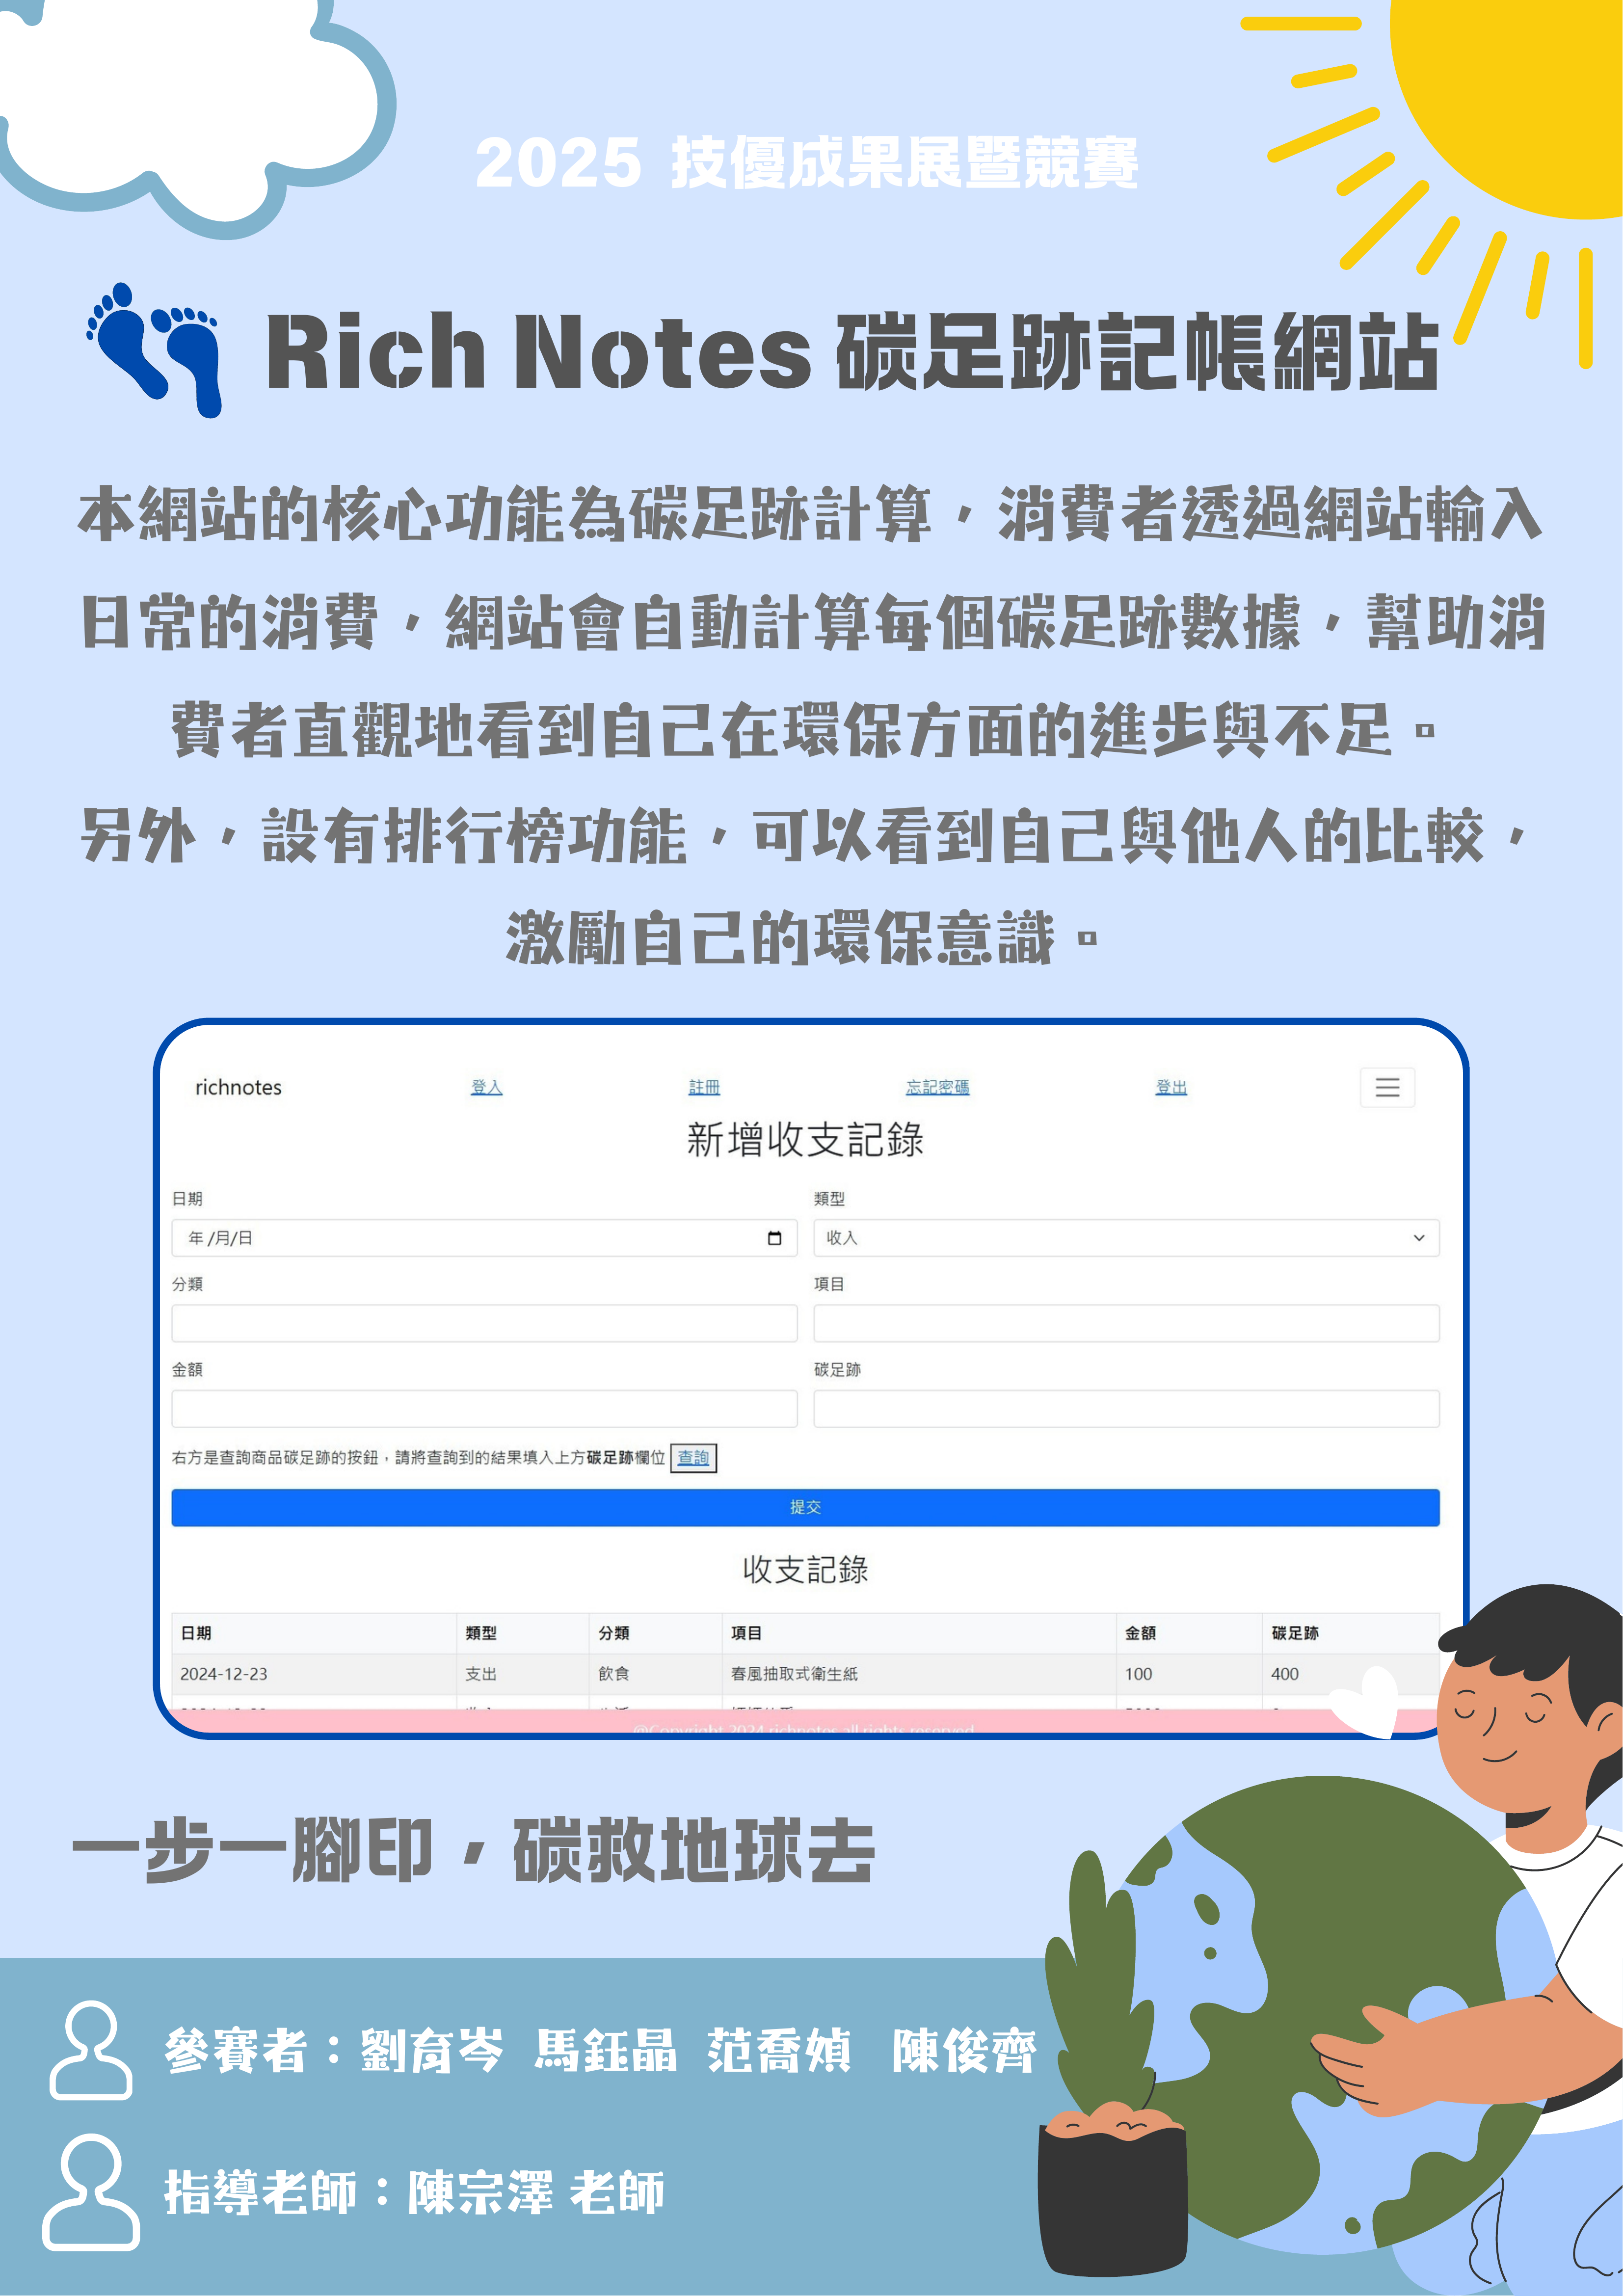 2025 技優成果展暨競賽
Rich Notes 碳足跡記帳網站
本網站的核心功能為碳足跡計算，消費者透過網站輸入
日常的消費，網站會自動計算每個碳足跡數據，幫助消
費者直觀地看到自己在環保方面的進步與不足。
另外，設有排行榜功能，可以看到自己與他人的比較，
激勵自己的環保意識。
richnotes 登入 註冊 忘記密碼 登出
新增收支記錄
日期 類型
年 /月/日 收入
分類 項目
金額 碳足跡
右方是查詢商品碳足跡的按鈕，請將查詢到的結果填入上方碳足跡欄位 查詢
提交
收支記錄
日期 類型 分類 項目 金額 碳足跡
2024-12-23 支出 飲食 春風抽取式衛生紙 100 400
@Copyright 2024 richnotes all rights reserved
一步一腳印，碳救地球去
參賽者：劉育岑 馬鈺晶 范喬媜 陳俊齊
指導老師：陳宗澤 老師